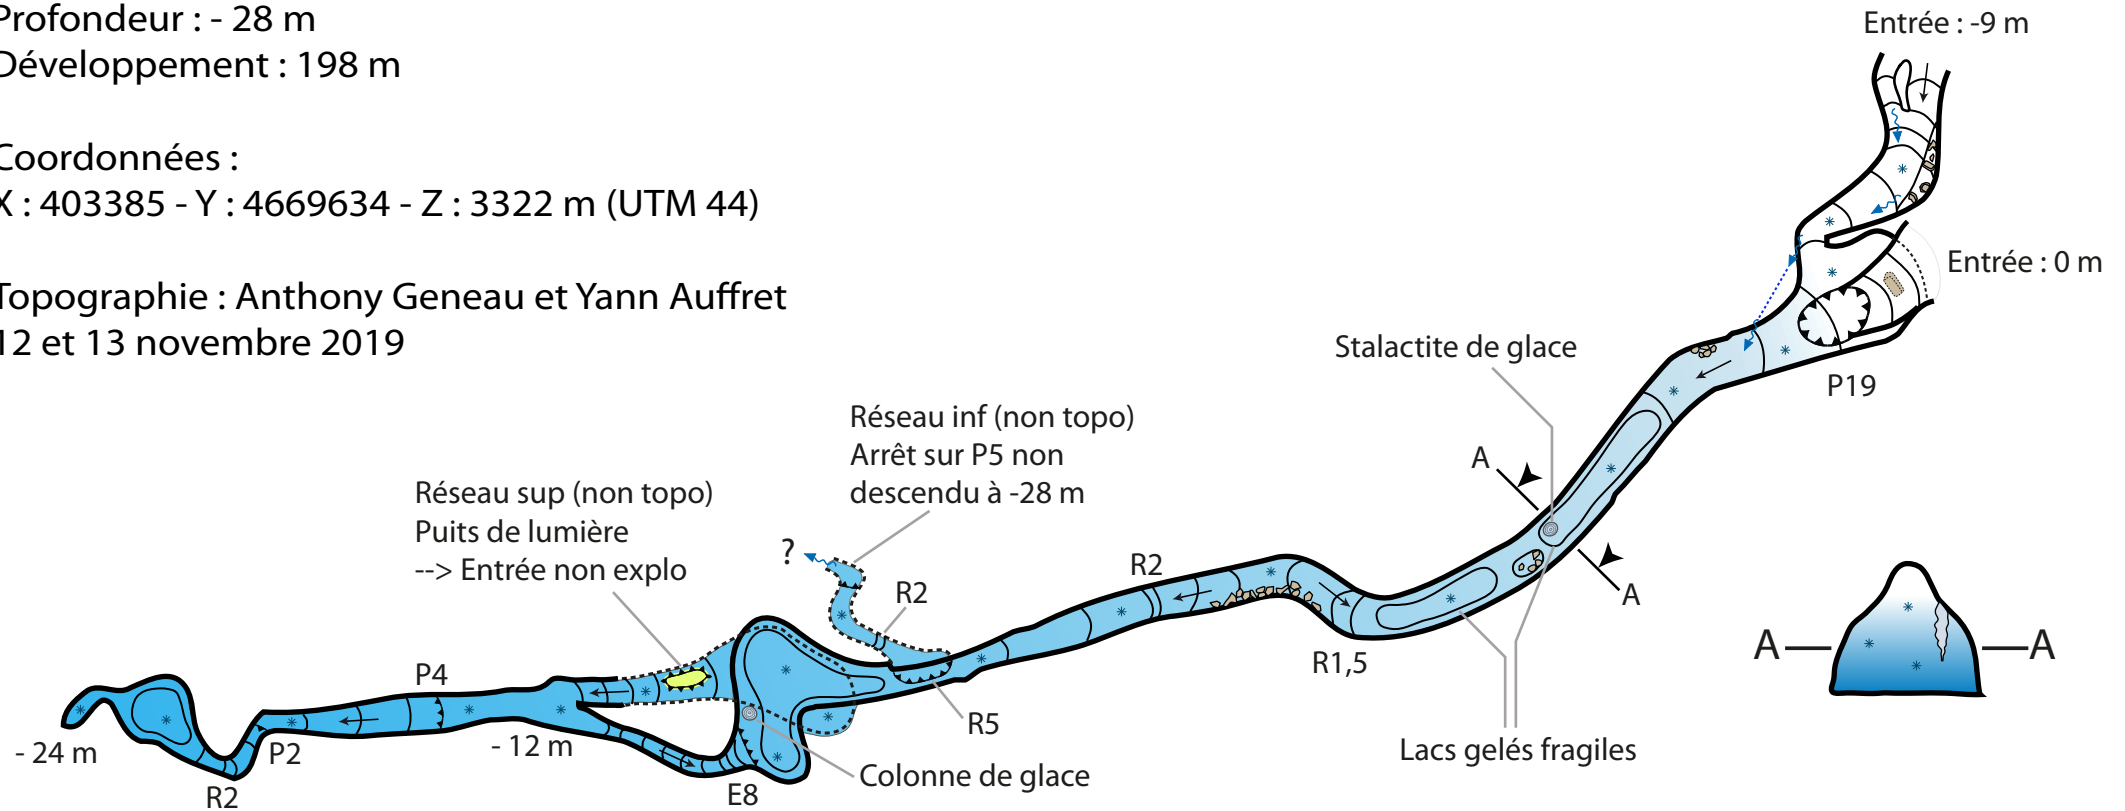 Profondeur : - 28 m
Développement : 198 m
Coordonnées :
X : 403385 - Y : 4669634 - Z : 3322 m (UTM 44)
Topographie : Anthony Geneau et Yann Auffret
12 et 13 novembre 2019
Entrée : -9 m
Entrée : 0 m
P19
Stalactite de glace
A
A
Réseau inf (non topo)
Arrêt sur P5 non
descendu à -28 m
Réseau sup (non topo)
Puits de lumière
--> Entrée non explo
?
R2
R2
R1,5
A
A
Lacs gelés fragiles
R5
Colonne de glace
E8
- 12 m
P4
P2
R2
- 24 m